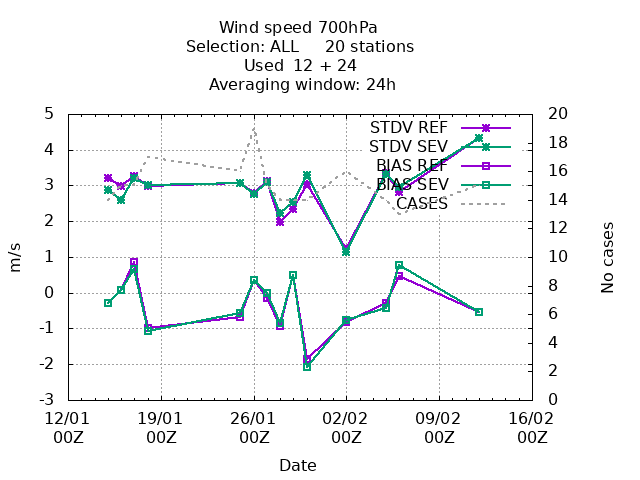 Wind speed 700hPa
Selection: ALL 20 stations
Used 12 + 24
Averaging window: 24h
STDV REF
STDV SEV
BIAS REF
BIAS SEV
CASES
5
4
3
2
1
0
-1
-2
-3
m/s
20
18
16
14
12
10
8
6
4
2
0
No cases
12/01 19/01 26/01 02/02 09/02 16/02
00Z 00Z 00Z 00Z 00Z 00Z
Date